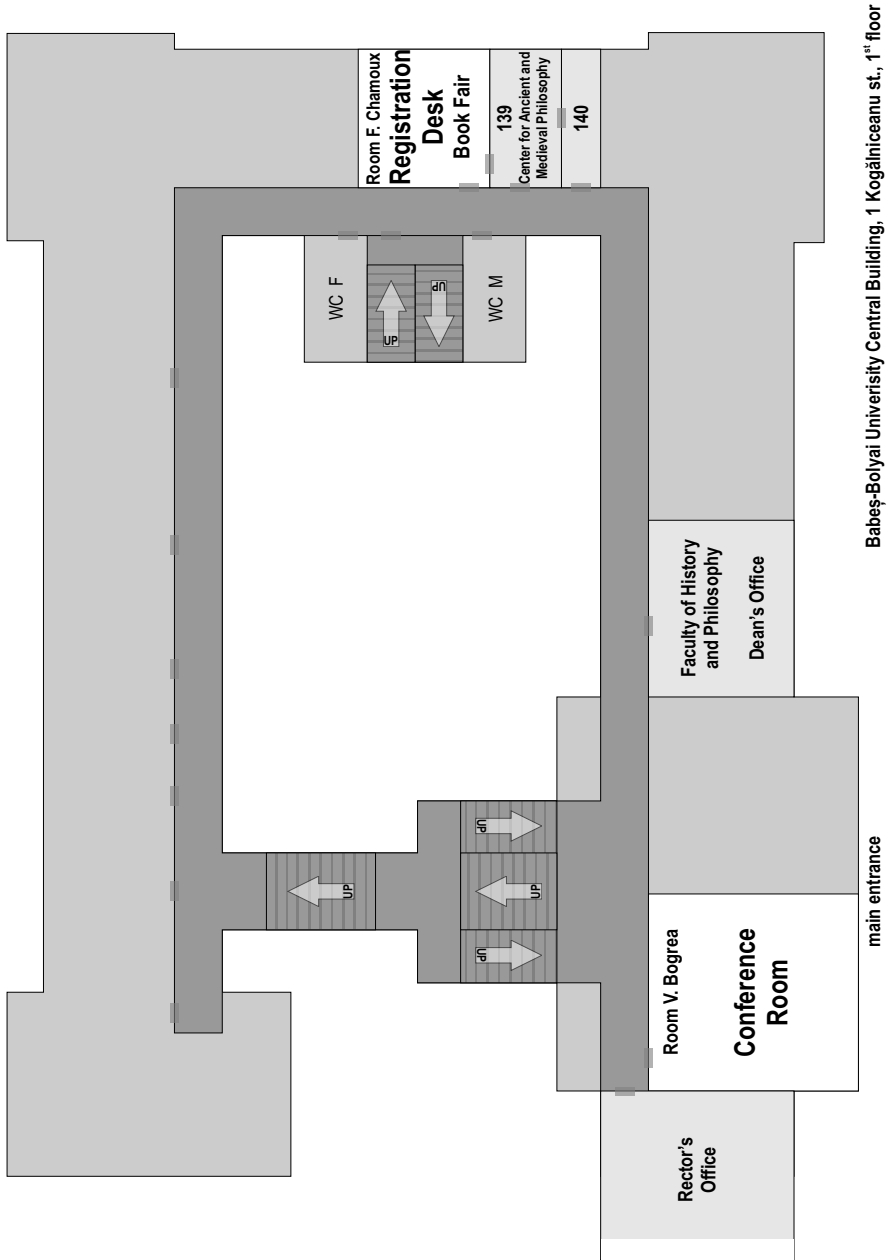 Babeș-Bolyai Univerisity Central Building, 1 Kogălniceanu st., 1st floor
main entrance
Rector's
Office
Room V. Bogrea
Conference
Room
Faculty of History
and Philosophy
Dean's Office
UP
UP
UP
UP
WC F
UP
UP
WC M
Room F. Chamoux
Registration
Desk
Book Fair
139
Center for Ancient and
Medieval Philosophy
140